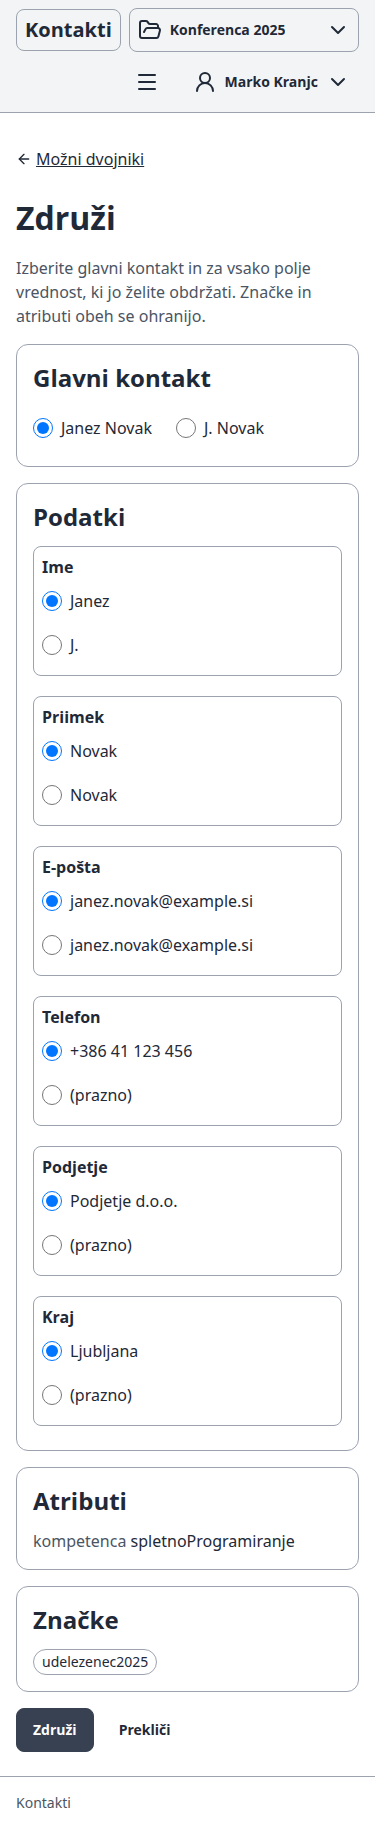 Kontakti
Konferenca 2025
Marko Kranjc
Možni dvojniki
Združi
Izberite glavni kontakt in za vsako polje
vrednost, ki jo želite obdržati. Značke in
atributi obeh se ohranijo.
Glavni kontakt
Janez Novak J. Novak
Podatki
Ime
Janez
J.
Priimek
Novak
Novak
E-pošta
janez.novak@example.si
janez.novak@example.si
Telefon
+386 41 123 456
(prazno)
Podjetje
Podjetje d.o.o.
(prazno)
Kraj
Ljubljana
(prazno)
Atributi
kompetenca spletnoProgramiranje
Značke
udelezenec2025
Združi Prekliči
Kontakti